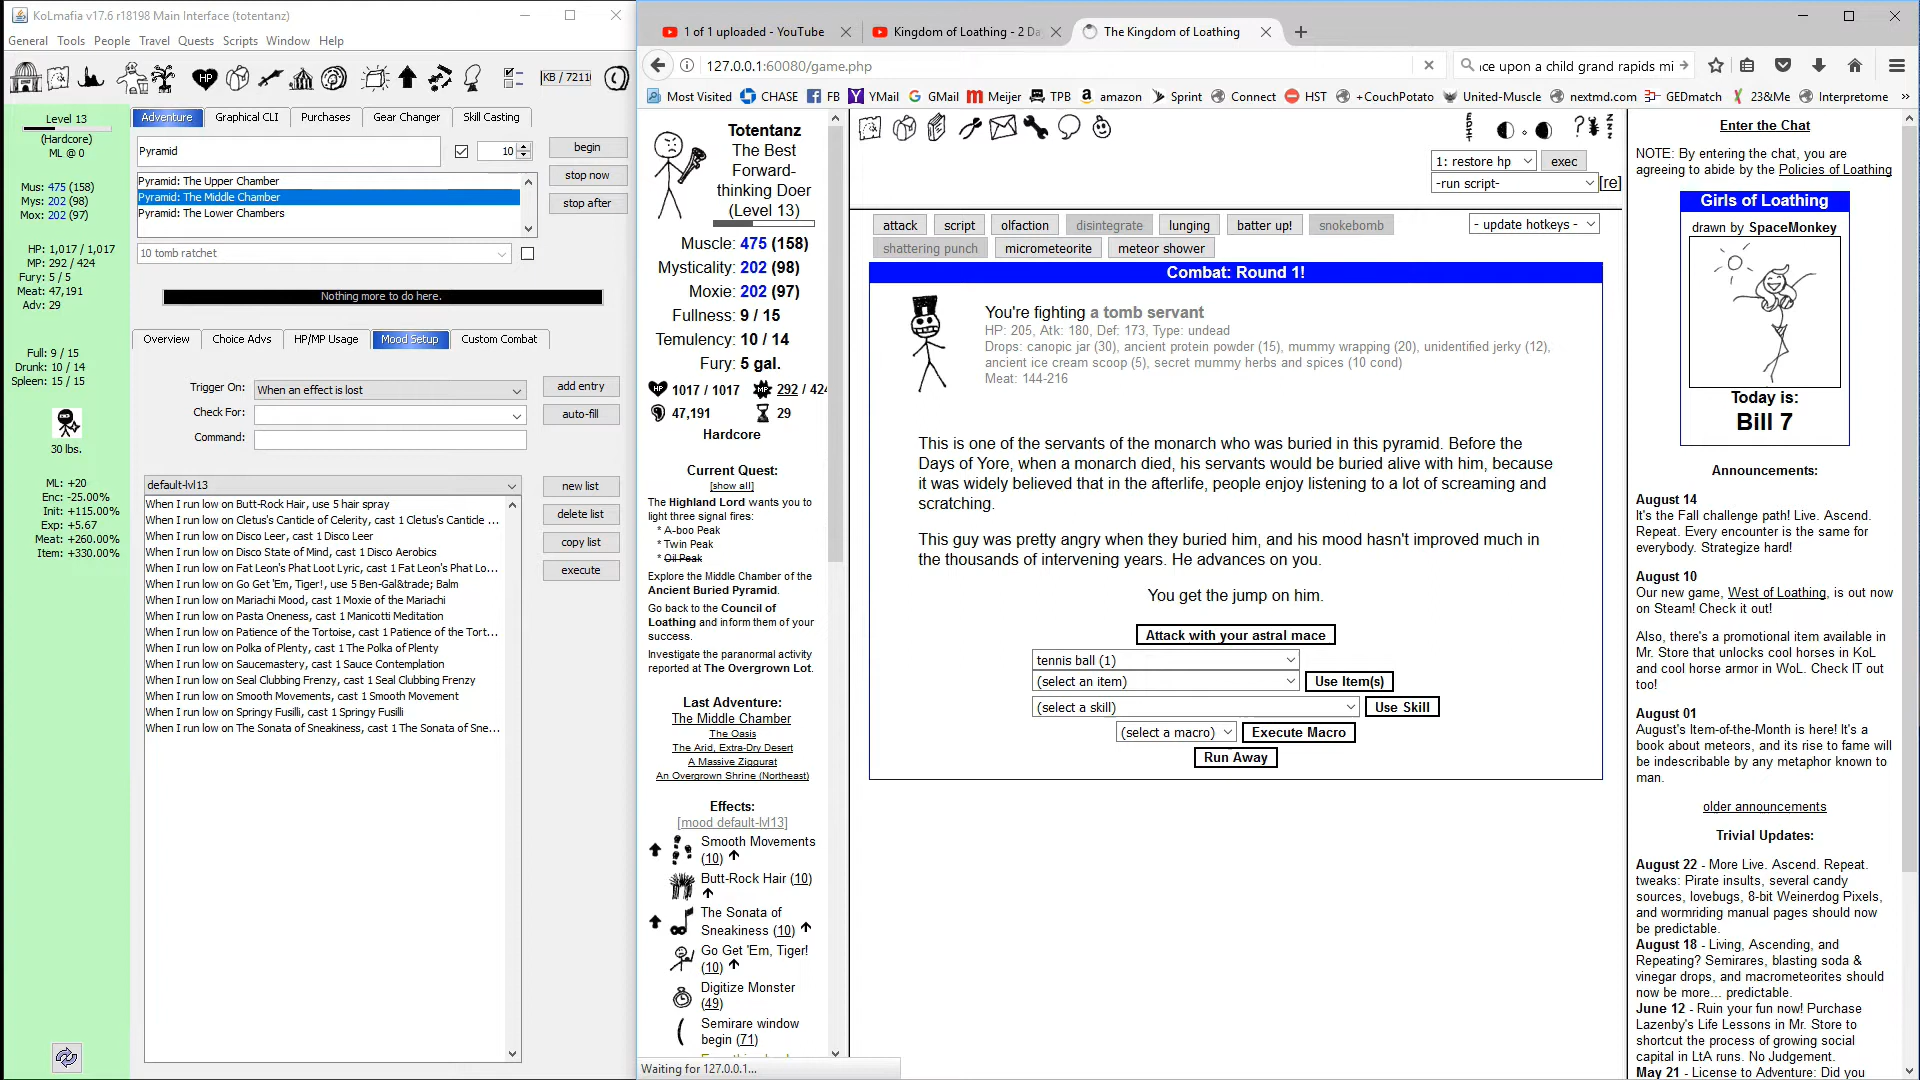 KoLmafia v17.6 r18198 Main Interface (totentanz)
General Tools People Travel Quests Scripts Window Help
KB / 7211
Level 13
(Hardcore)
ML @ 0
Mus: 475 (158)
Mys: 202 (98)
Mox: 202 (97)
HP: 1,017 / 1,017
MP: 292 / 424
Fury: 5 / 5
Meat: 47,191
Adv: 29
Full: 9 / 15
Drunk: 10 / 14
Spleen: 15 / 15
30 lbs.
ML: +20
Enc: -25.00%
Init: +115.00%
Exp: +5.67
Meat: +260.00%
Item: +330.00%
Adventure Graphical CLI Purchases Gear Changer Skill Casting
Pyramid
10
begin
Pyramid: The Upper Chamber
Pyramid: The Middle Chamber
Pyramid: The Lower Chambers
stop now
stop after
10 tomb ratchet
Nothing more to do here.
Overview Choice Advs HP/MP Usage Mood Setup Custom Combat
Trigger On: When an effect is lost
Check For:
Command:
add entry
auto-fill
default-lvl13
When I run low on Butt-Rock Hair, use 5 hair spray
When I run low on Cletus's Canticle of Celerity, cast 1 Cletus's Canticle ...
When I run low on Disco Leer, cast 1 Disco Leer
When I run low on Disco State of Mind, cast 1 Disco Aerobics
When I run low on Fat Leon's Phat Loot Lyric, cast 1 Fat Leon's Phat Lo...
When I run low on Go Get 'Em, Tiger!, use 5 Ben-Gal&trade; Balm
When I run low on Mariachi Mood, cast 1 Moxie of the Mariachi
When I run low on Pasta Oneness, cast 1 Manicotti Meditation
When I run low on Patience of the Tortoise, cast 1 Patience of the Tort...
When I run low on Polka of Plenty, cast 1 The Polka of Plenty
When I run low on Saucemastery, cast 1 Sauce Contemplation
When I run low on Seal Clubbing Frenzy, cast 1 Seal Clubbing Frenzy
When I run low on Smooth Movements, cast 1 Smooth Movement
When I run low on Springy Fusilli, cast 1 Springy Fusilli
When I run low on The Sonata of Sneakiness, cast 1 The Sonata of Sne...
new list
delete list
copy list
execute
1 of 1 uploaded - YouTube
Kingdom of Loathing - 2 Da
The Kingdom of Loathing
127.0.0.1:60080/game.php
ice upon a child grand rapids mi
Most Visited CHASE FB YMail GMail Meijer TPB amazon Sprint Connect HST +CouchPotato United-Muscle nextmd.com GEDmatch 23&Me Interpretome
Totentanz
The Best
Forward-
thinking Doer
(Level 13)
Muscle: 475 (158)
Mysticality: 202 (98)
Moxie: 202 (97)
Fullness: 9 / 15
Temulency: 10 / 14
Fury: 5 gal.
HP 1017 / 1017 MP 292 / 424
47,191 29
Hardcore
Current Quest:
[show all]
The Highland Lord wants you to
light three signal fires:
* A-boo Peak
* Twin Peak
* Oil Peak
Explore the Middle Chamber of the
Ancient Buried Pyramid.
Go back to the Council of
Loathing and inform them of your
success.
Investigate the paranormal activity
reported at The Overgrown Lot.
Last Adventure:
The Middle Chamber
The Oasis
The Arid, Extra-Dry Desert
A Massive Ziggurat
An Overgrown Shrine (Northeast)
Effects:
[mood default-lvl13]
Smooth Movements
(10)
Butt-Rock Hair (10)
The Sonata of
Sneakiness (10)
Go Get 'Em, Tiger!
(10)
Digitize Monster
(49)
Semirare window
begin (71)
Waiting for 127.0.0.1...
EDIT
ZZZ
1: restore hp exec
-run script- [re]
attack script olfaction disintegrate lunging batter up! snokebomb
- update hotkeys -
shattering punch micrometeorite meteor shower
Combat: Round 1!
You're fighting a tomb servant
HP: 205, Atk: 180, Def: 173, Type: undead
Drops: canopic jar (30), ancient protein powder (15), mummy wrapping (20), unidentified jerky (12),
ancient ice cream scoop (5), secret mummy herbs and spices (10 cond)
Meat: 144-216
This is one of the servants of the monarch who was buried in this pyramid. Before the
Days of Yore, when a monarch died, his servants would be buried alive with him, because
it was widely believed that in the afterlife, people enjoy listening to a lot of screaming and
scratching.
This guy was pretty angry when they buried him, and his mood hasn't improved much in
the thousands of intervening years. He advances on you.
You get the jump on him.
Attack with your astral mace
tennis ball (1)
(select an item) Use Item(s)
(select a skill) Use Skill
(select a macro) Execute Macro
Run Away
Enter the Chat
NOTE: By entering the chat, you are
agreeing to abide by the Policies of Loathing
Girls of Loathing
drawn by SpaceMonkey
Today is:
Bill 7
Announcements:
August 14
It's the Fall challenge path! Live. Ascend.
Repeat. Every encounter is the same for
everybody. Strategize hard!
August 10
Our new game, West of Loathing, is out now
on Steam! Check it out!
Also, there's a promotional item available in
Mr. Store that unlocks cool horses in KoL
and cool horse armor in WoL. Check IT out
too!
August 01
August's Item-of-the-Month is here! It's a
book about meteors, and its rise to fame will
be indescribable by any metaphor known to
man.
older announcements
Trivial Updates:
August 22 - More Live. Ascend. Repeat.
tweaks: Pirate insults, several candy
sources, lovebugs, 8-bit Weinerdog Pixels,
and wormriding manual pages should now
be predictable.
August 18 - Living, Ascending, and
Repeating? Semirares, blasting soda &
vinegar drops, and macrometeorites should
now be more... predictable.
June 12 - Ruin your fun now! Purchase
Lazenby's Life Lessons in Mr. Store to
shortcut the process of growing social
capital in LtA runs. No Judgement.
May 21 - License to Adventure: Did you